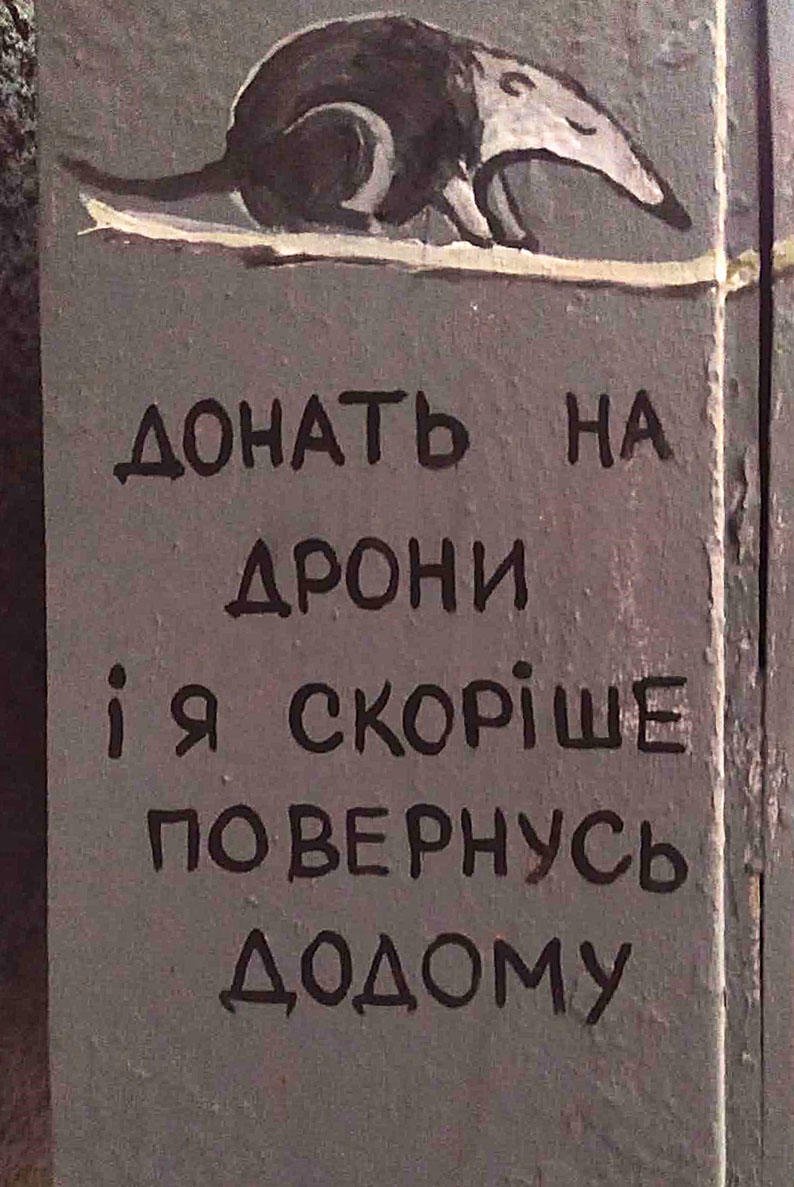 ДОНАТЬ НА
ДРОНИ
І Я СКОРІШЕ
ПОВЕРНУСЬ
ДОДОМУ